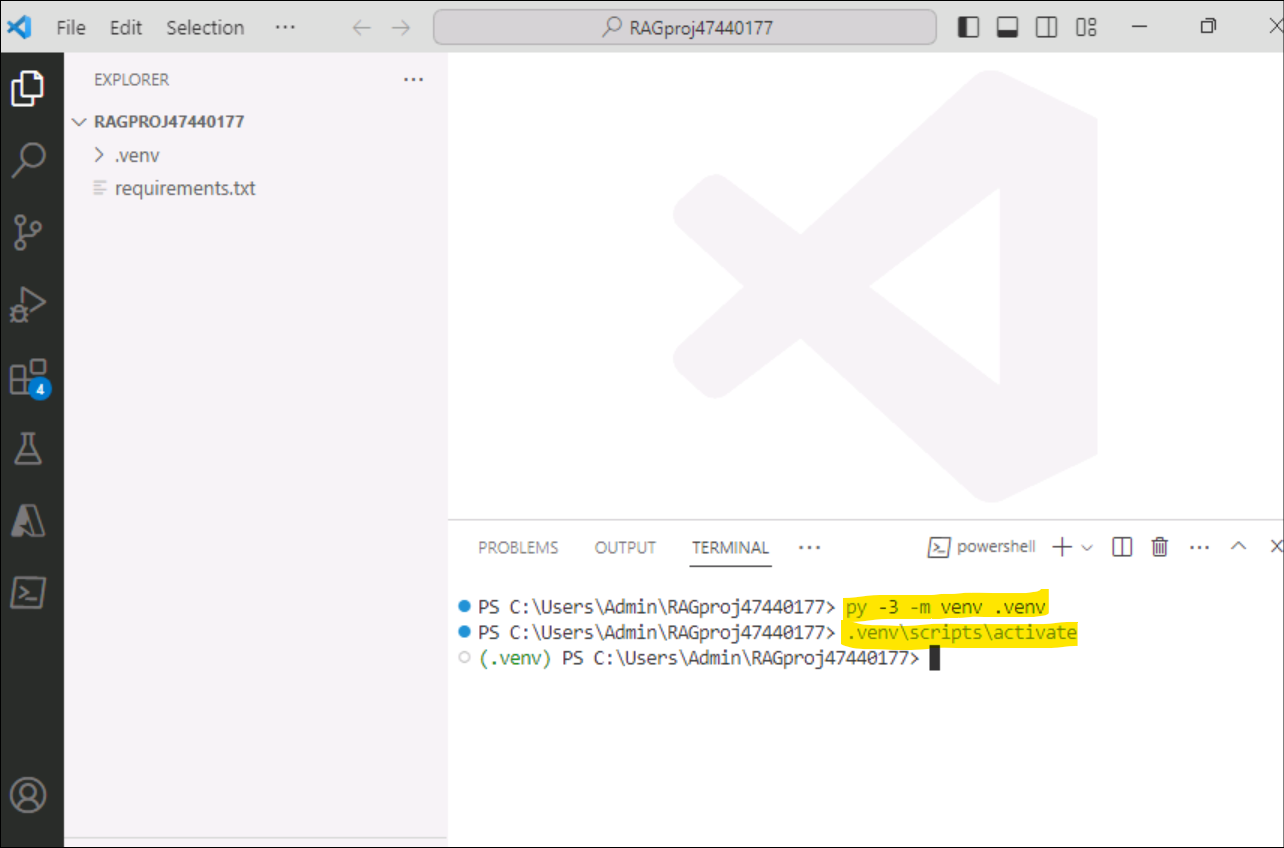 File Edit Selection ··· RAGproj47440177
EXPLORER ···
RAGPROJ47440177
.venv
requirements.txt
4
PROBLEMS OUTPUT TERMINAL ··· powershell ···
PS C:\Users\Admin\RAGproj47440177> py -3 -m venv .venv
PS C:\Users\Admin\RAGproj47440177> .venv\scripts\activate
(.venv) PS C:\Users\Admin\RAGproj47440177>